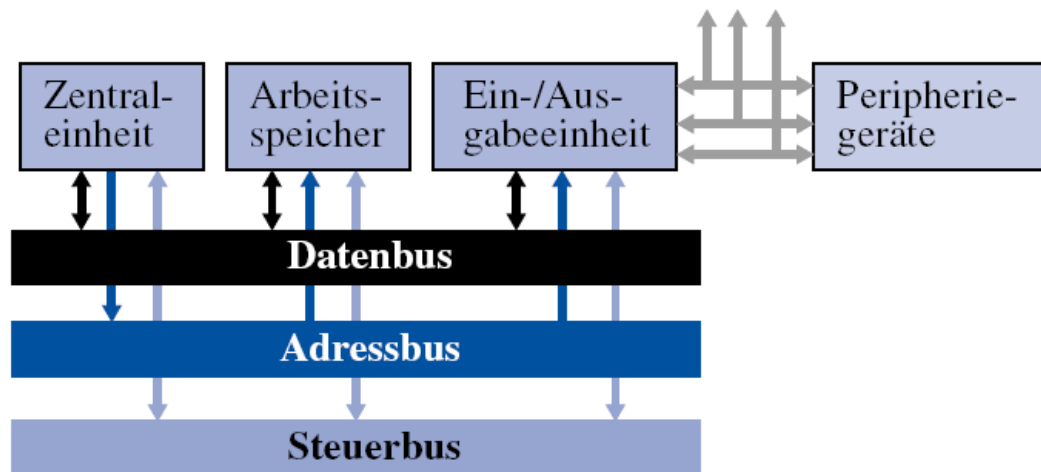 Zentral-
einheit
Arbeits-
speicher
Ein-/Aus-
gabeeinheit
Peripherie-
geräte
Datenbus
Adressbus
Steuerbus